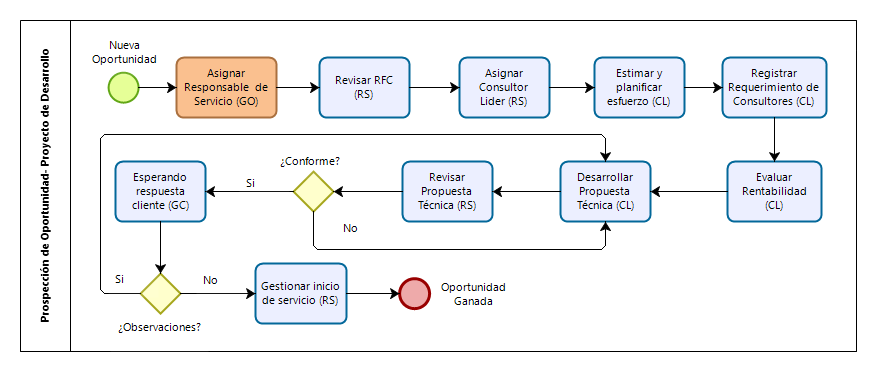 Prospección de Oportunidad- Proyecto de Desarrollo
Nueva
Oportunidad
Asignar
Responsable de
Servicio (GO)
Revisar RFC
(RS)
Asignar
Consultor
Lider (RS)
Estimar y
planificar
esfuerzo (CL)
Registrar
Requerimiento de
Consultores (CL)
Evaluar
Rentabilidad
(CL)
Desarrollar
Propuesta
Técnica (CL)
Revisar
Propuesta
Técnica (RS)
¿Conforme?
Si
No
Esperando
respuesta
cliente (GC)
¿Observaciones?
Si
No
Gestionar inicio
de servicio (RS)
Oportunidad
Ganada